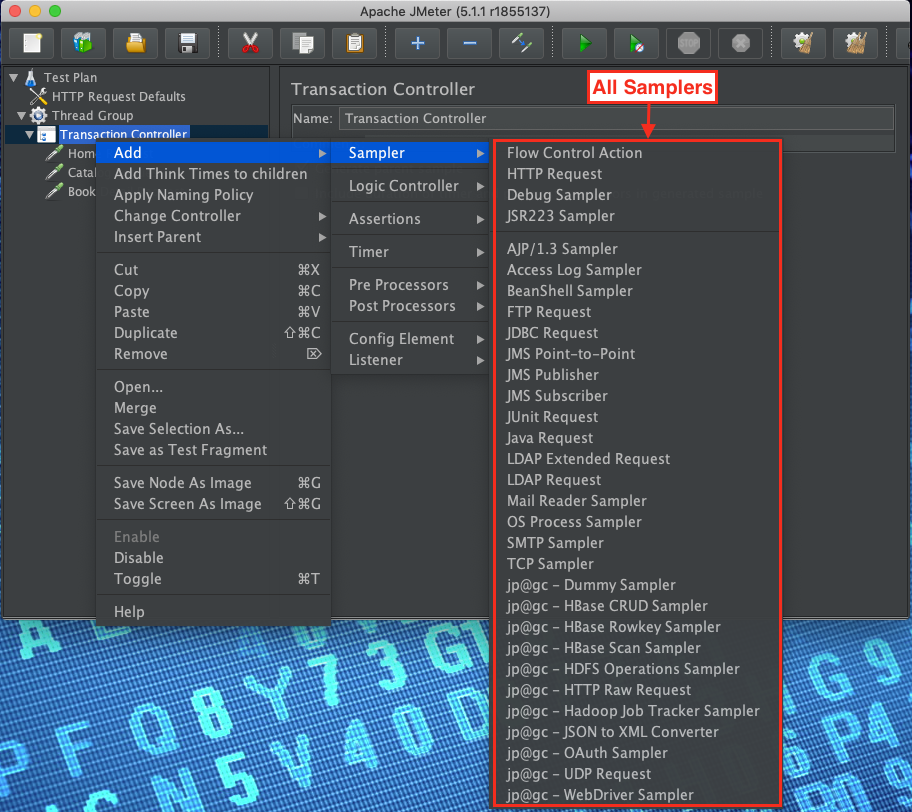 Apache JMeter (5.1.1 r1855137)
STOP
Test Plan
HTTP Request Defaults
Thread Group
Transaction Controller
Hom
Catal
Book
Transaction Controller
Name: Transaction Controller
All Samplers
Add
Add Think Times to children
Apply Naming Policy
Change Controller
Insert Parent
Cut ⌘X
Copy ⌘C
Paste ⌘V
Duplicate ⇧⌘C
Remove ⌦
Open...
Merge
Save Selection As...
Save as Test Fragment
Save Node As Image ⌘G
Save Screen As Image ⇧⌘G
Enable
Disable
Toggle ⌘T
Help
Sampler
Logic Controller
Assertions
Timer
Pre Processors
Post Processors
Config Element
Listener
Flow Control Action
HTTP Request
Debug Sampler
JSR223 Sampler
AJP/1.3 Sampler
Access Log Sampler
BeanShell Sampler
FTP Request
JDBC Request
JMS Point-to-Point
JMS Publisher
JMS Subscriber
JUnit Request
Java Request
LDAP Extended Request
LDAP Request
Mail Reader Sampler
OS Process Sampler
SMTP Sampler
TCP Sampler
jp@gc - Dummy Sampler
jp@gc - HBase CRUD Sampler
jp@gc - HBase Rowkey Sampler
jp@gc - HBase Scan Sampler
jp@gc - HDFS Operations Sampler
jp@gc - HTTP Raw Request
jp@gc - Hadoop Job Tracker Sampler
jp@gc - JSON to XML Converter
jp@gc - OAuth Sampler
jp@gc - UDP Request
jp@gc - WebDriver Sampler